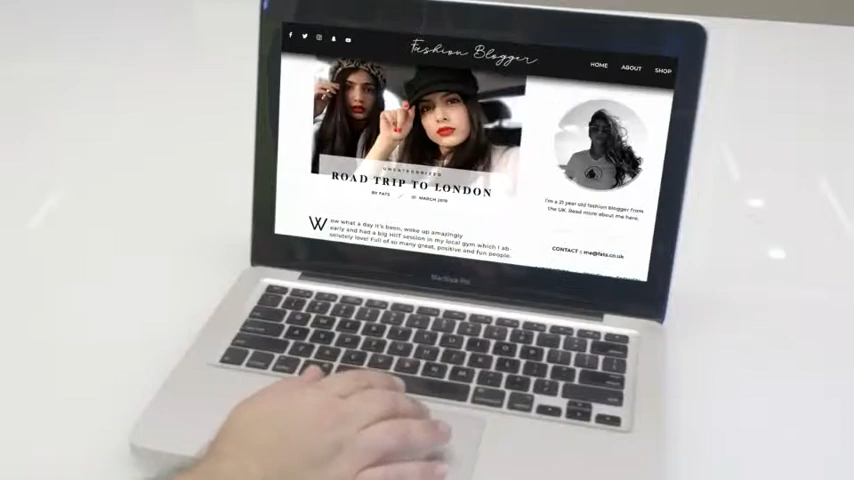 Fashion Blogger
HOME ABOUT SHOP
UNCATEGORIZED
ROAD TRIP TO LONDON
BY FATS MARCH 2019
Wow what a day it's been, woke up amazingly
early and had a big HIIT session in my local gym which I ab-
solutely love! Full of so many great, positive and fun people.
I'm a 21 year old fashion blogger from
the UK. Read more about me here.
CONTACT : me@fats.co.uk
MacBook Pro